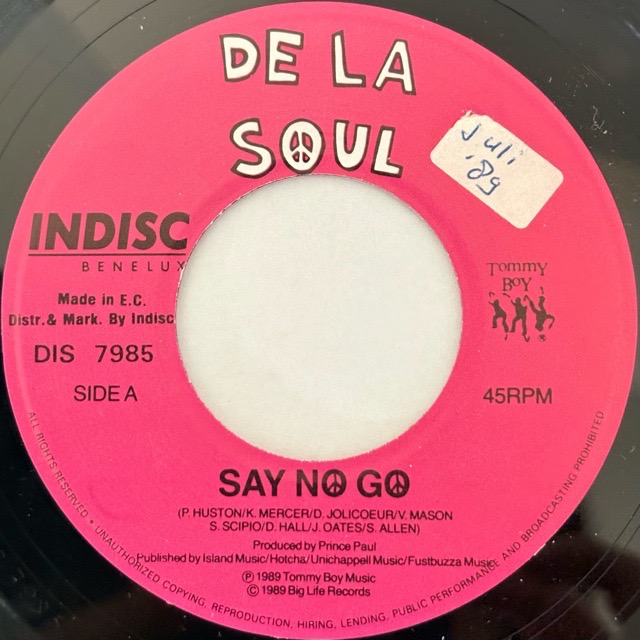 DE LA
SOUL
Juli
'89
INDISC
BENELUX
Made in E.C.
Distr.& Mark. By Indisc
DIS 7985
SIDE A
Tommy
BOY
®
45RPM
SAY NO GO
(P. HUSTON/K. MERCER/D. JOLICOEUR/V. MASON
S. SCIPIO/D. HALL/J. OATES/S. ALLEN)
Produced by Prince Paul
Published by Island Music/Hotcha/Unichappell Music/Fustbuzza Music
Ⓟ 1989 Tommy Boy Music
© 1989 Big Life Records
ALL RIGHTS RESERVED • UNAUTHORIZED COPYING, REPRODUCTION, HIRING, LENDING, PUBLIC PERFORMANCE AND BROADCASTING PROHIBITED